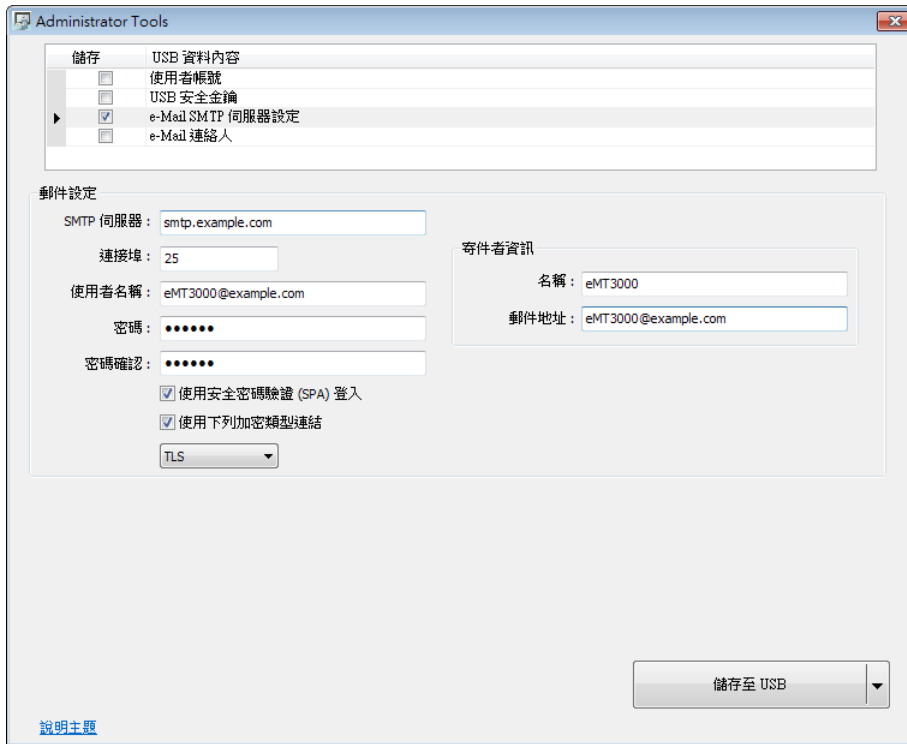 Administrator Tools
儲存 USB 資料內容
使用者帳號
USB 安全金鑰
e-Mail SMTP 伺服器設定
e-Mail 連絡人
郵件設定
SMTP 伺服器： smtp.example.com
連接埠： 25
使用者名稱： eMT3000@example.com
密碼： ●●●●●●
密碼確認： ●●●●●●
使用安全密碼驗證 (SPA) 登入
使用下列加密類型連結
TLS
寄件者資訊
名稱： eMT3000
郵件地址： eMT3000@example.com
儲存至 USB
說明主題